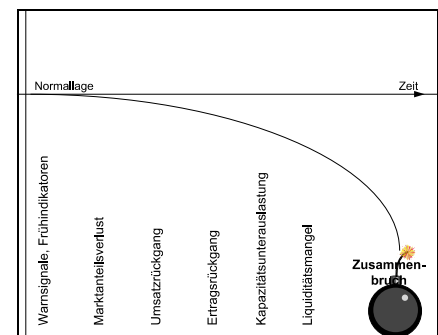 Normallage
Zeit
Warnsignale, Frühindikatoren
Marktanteilsverlust
Umsatzrückgang
Ertragsrückgang
Kapazitätsunterauslastung
Liquiditätsmangel
Zusammen-
bruch